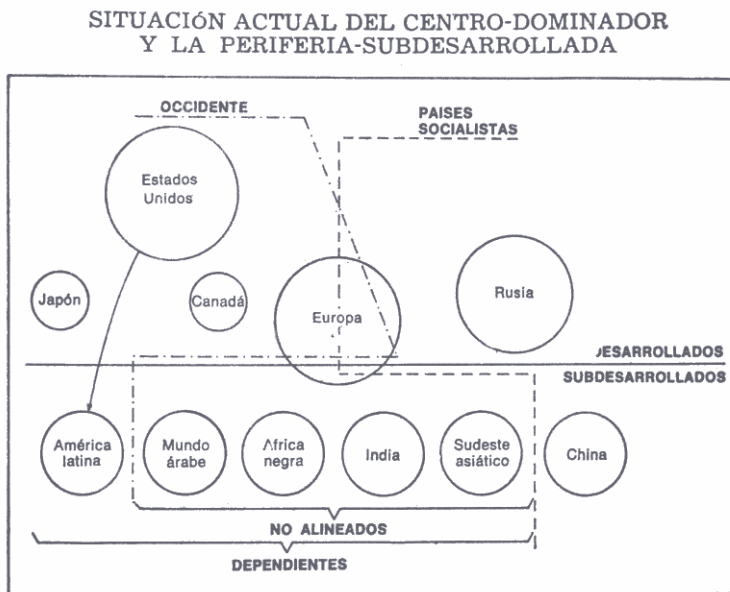 SITUACIÓN ACTUAL DEL CENTRO-DOMINADOR
Y LA PERIFERIA-SUBDESARROLLADA
OCCIDENTE
PAISES
SOCIALISTAS
Estados
Unidos
Japón
Canadá
Europa
Rusia
ESARROLLADOS
SUBDESARROLLADOS
América
latina
Mundo
árabe
Africa
negra
India
Sudeste
asiático
China
NO ALINEADOS
DEPENDIENTES